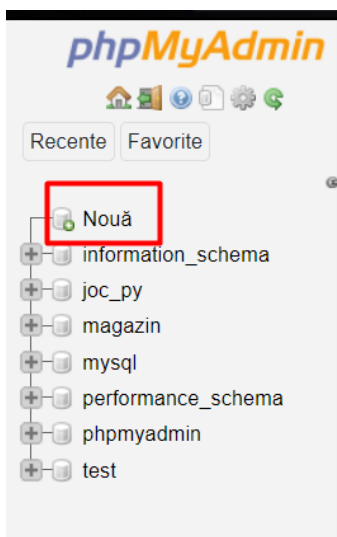 phpMyAdmin
Recente Favorite
Nouă
information_schema
joc_py
magazin
mysql
performance_schema
phpmyadmin
test